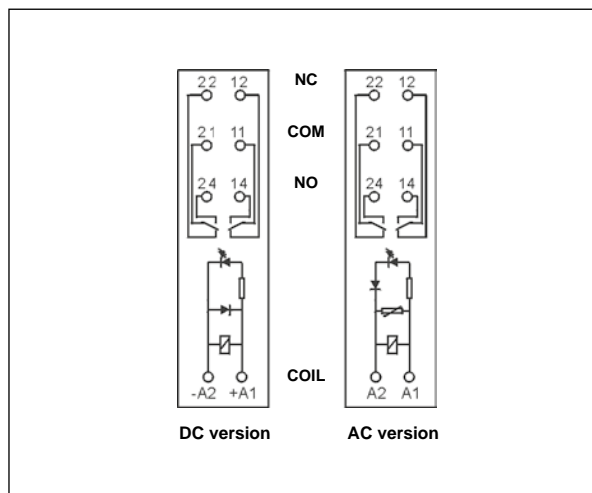 22 12 NC 22 12
21 11 COM 21 11
24 14 NO 24 14
COIL
-A2 +A1 A2 A1
DC version AC version